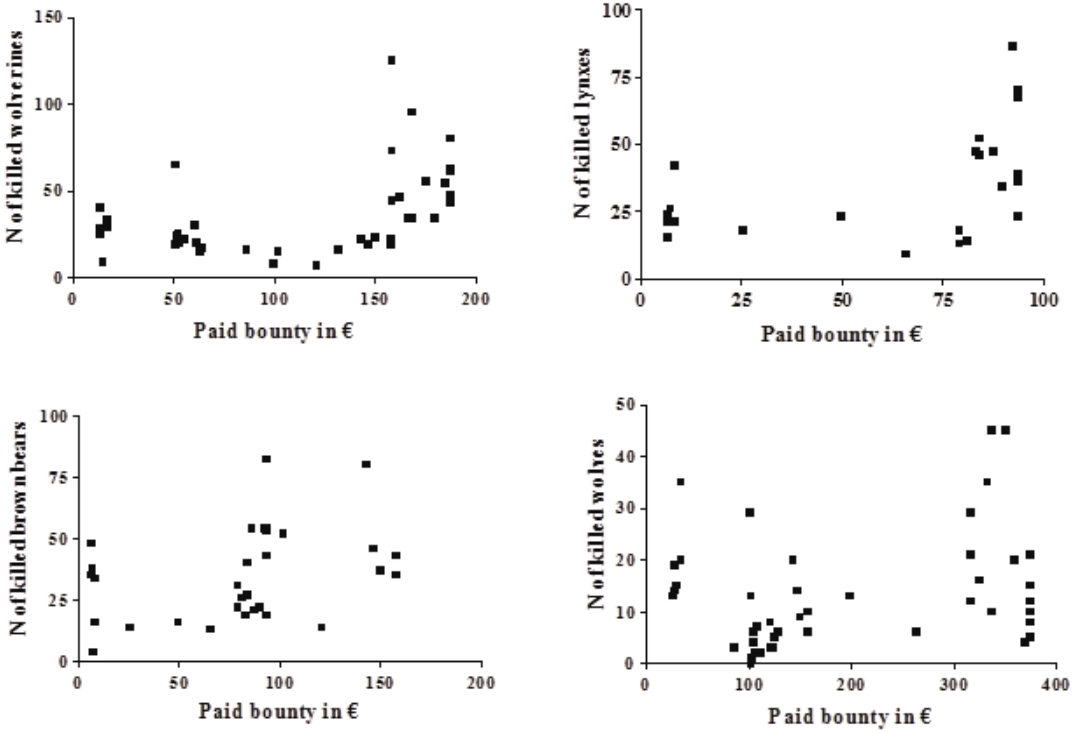 150
100
50
0
0 50 100 150 200
N of killed wolverines
Paid bounty in €
100
75
50
25
0
0 25 50 75 100
N of killed lynxes
Paid bounty in €
100
75
50
25
0
0 50 100 150 200
N of killed brown bears
Paid bounty in €
50
40
30
20
10
0
0 100 200 300 400
N of killed wolves
Paid bounty in €